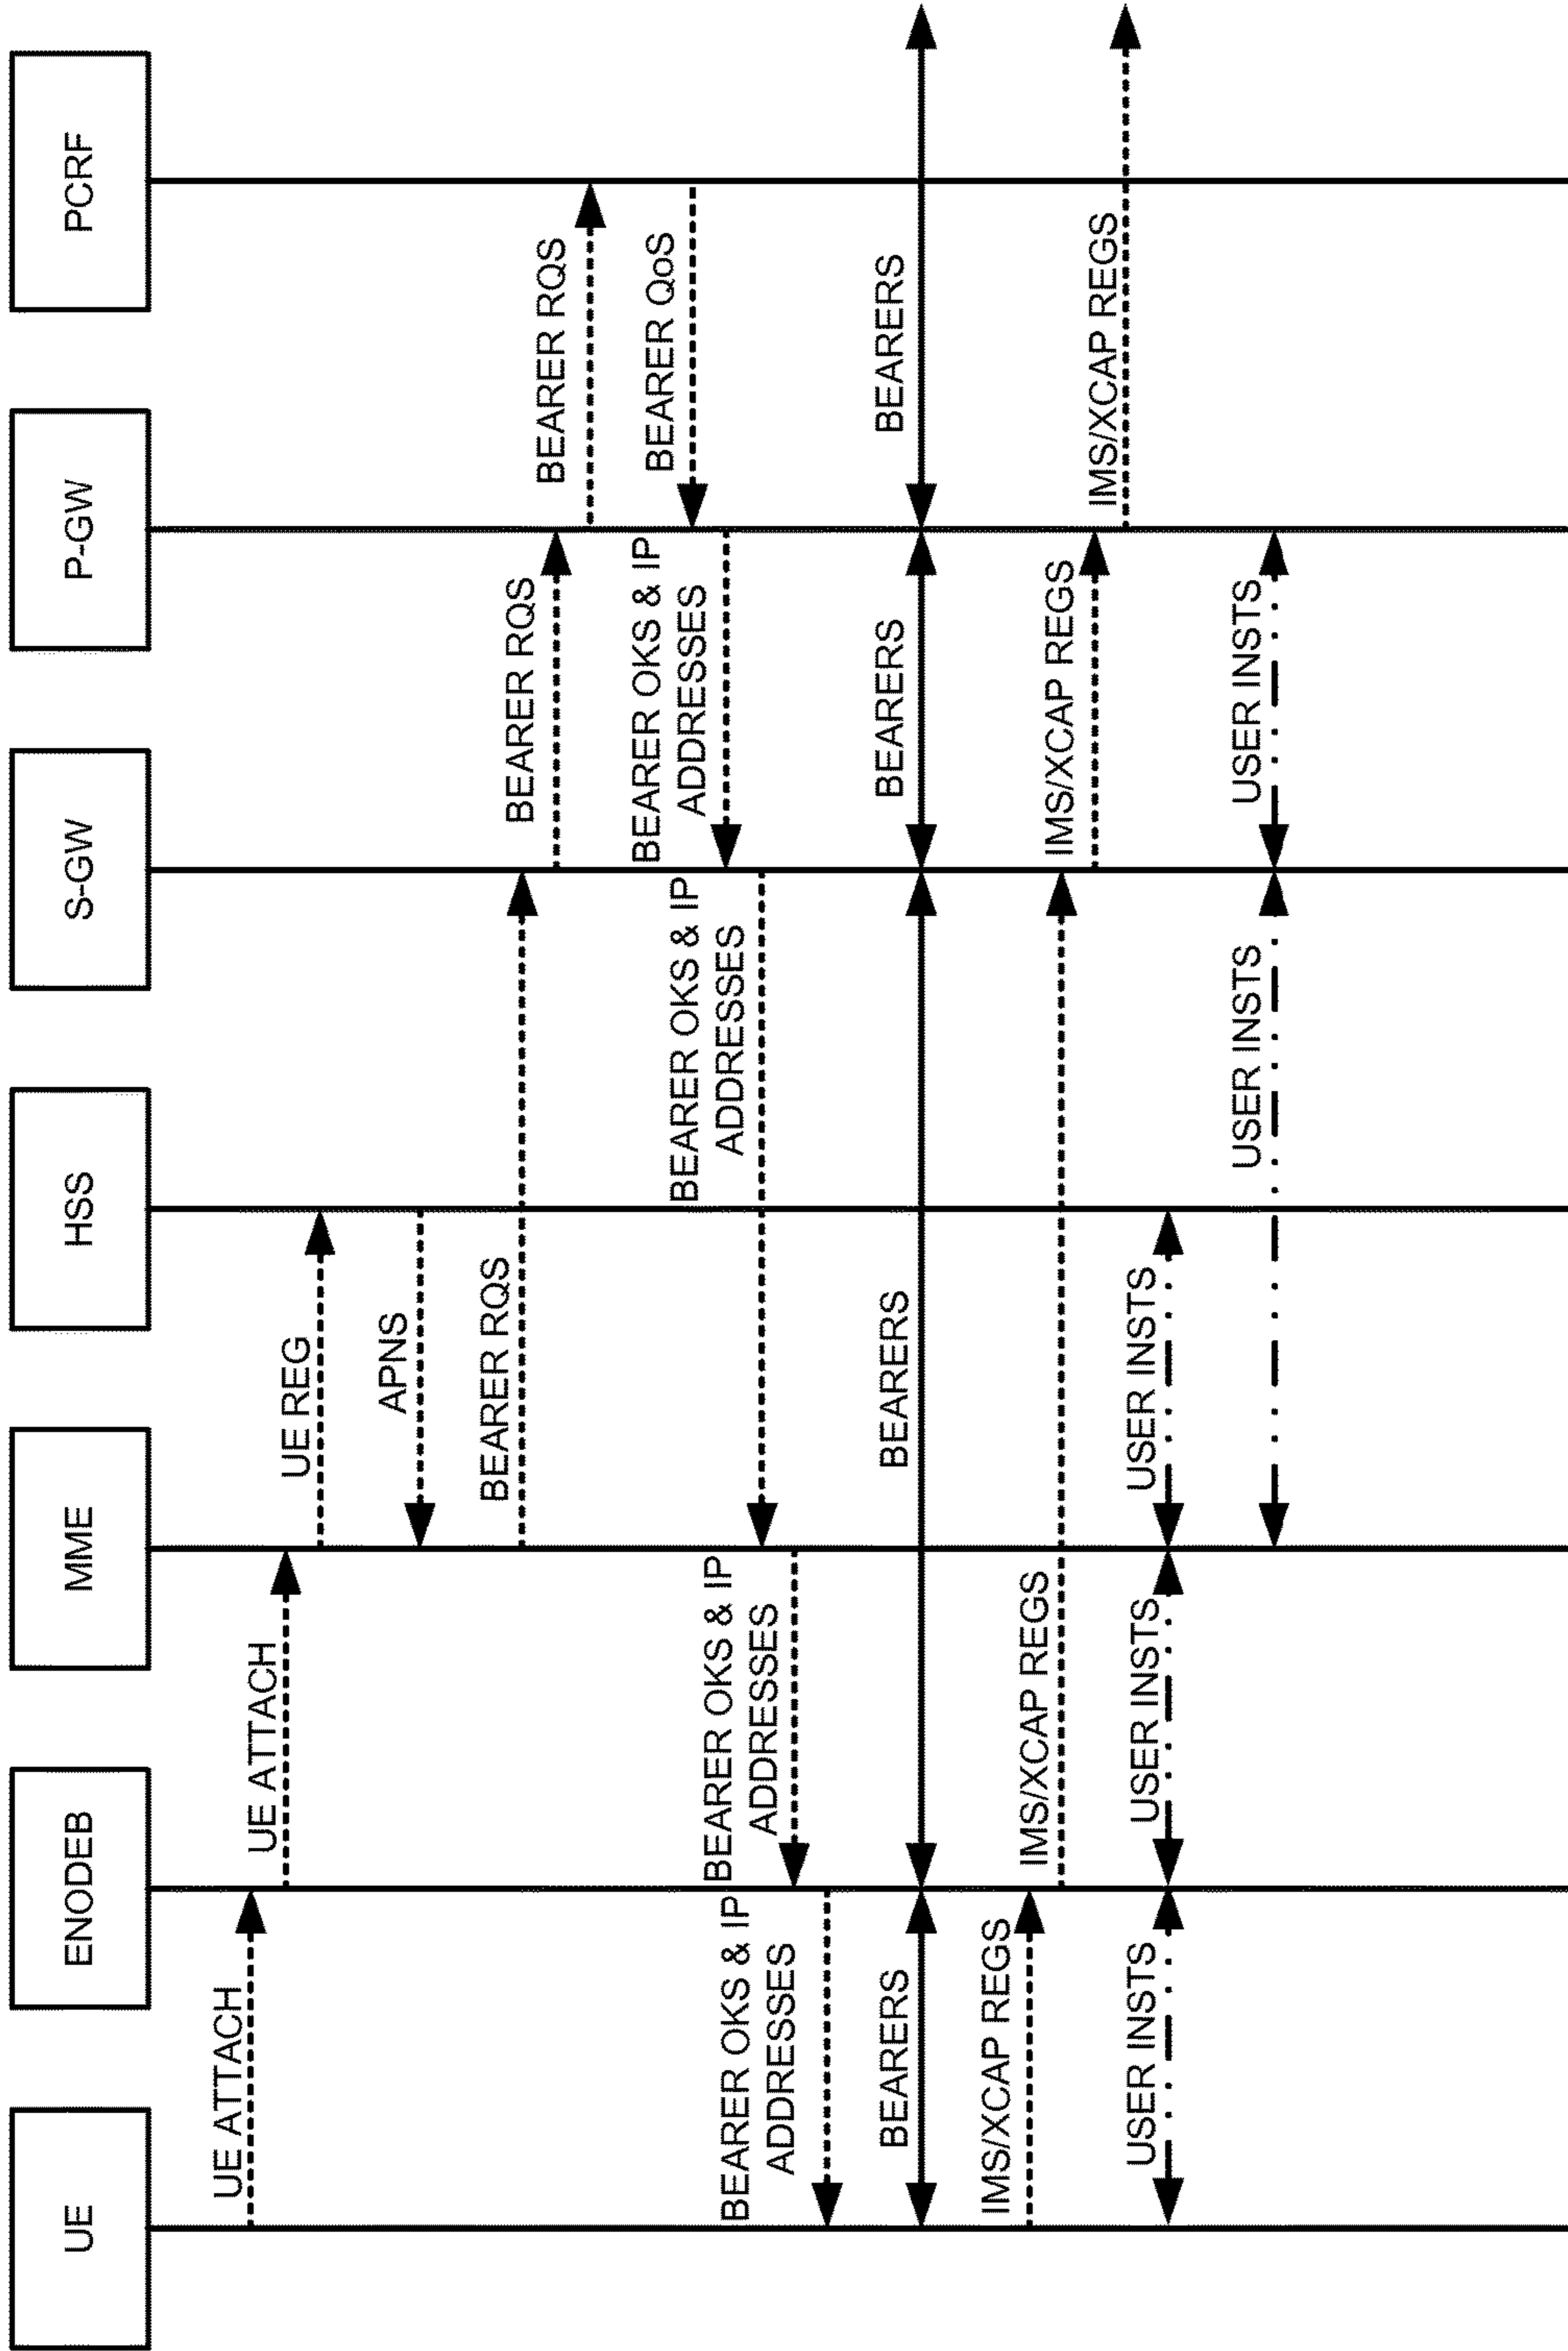 UE
ENODEB
MME
HSS
S-GW
P-GW
PCRF
UE ATTACH
UE ATTACH
UE REG
APNS
BEARER RQS
BEARER RQS
BEARER RQS
BEARER QoS
BEARER OKS & IP
ADDRESSES
BEARER OKS & IP
ADDRESSES
BEARER OKS & IP
ADDRESSES
BEARER OKS & IP
ADDRESSES
BEARERS
BEARERS
BEARERS
BEARERS
IMS/XCAP REGS
IMS/XCAP REGS
IMS/XCAP REGS
IMS/XCAP REGS
USER INSTS
USER INSTS
USER INSTS
USER INSTS
USER INSTS